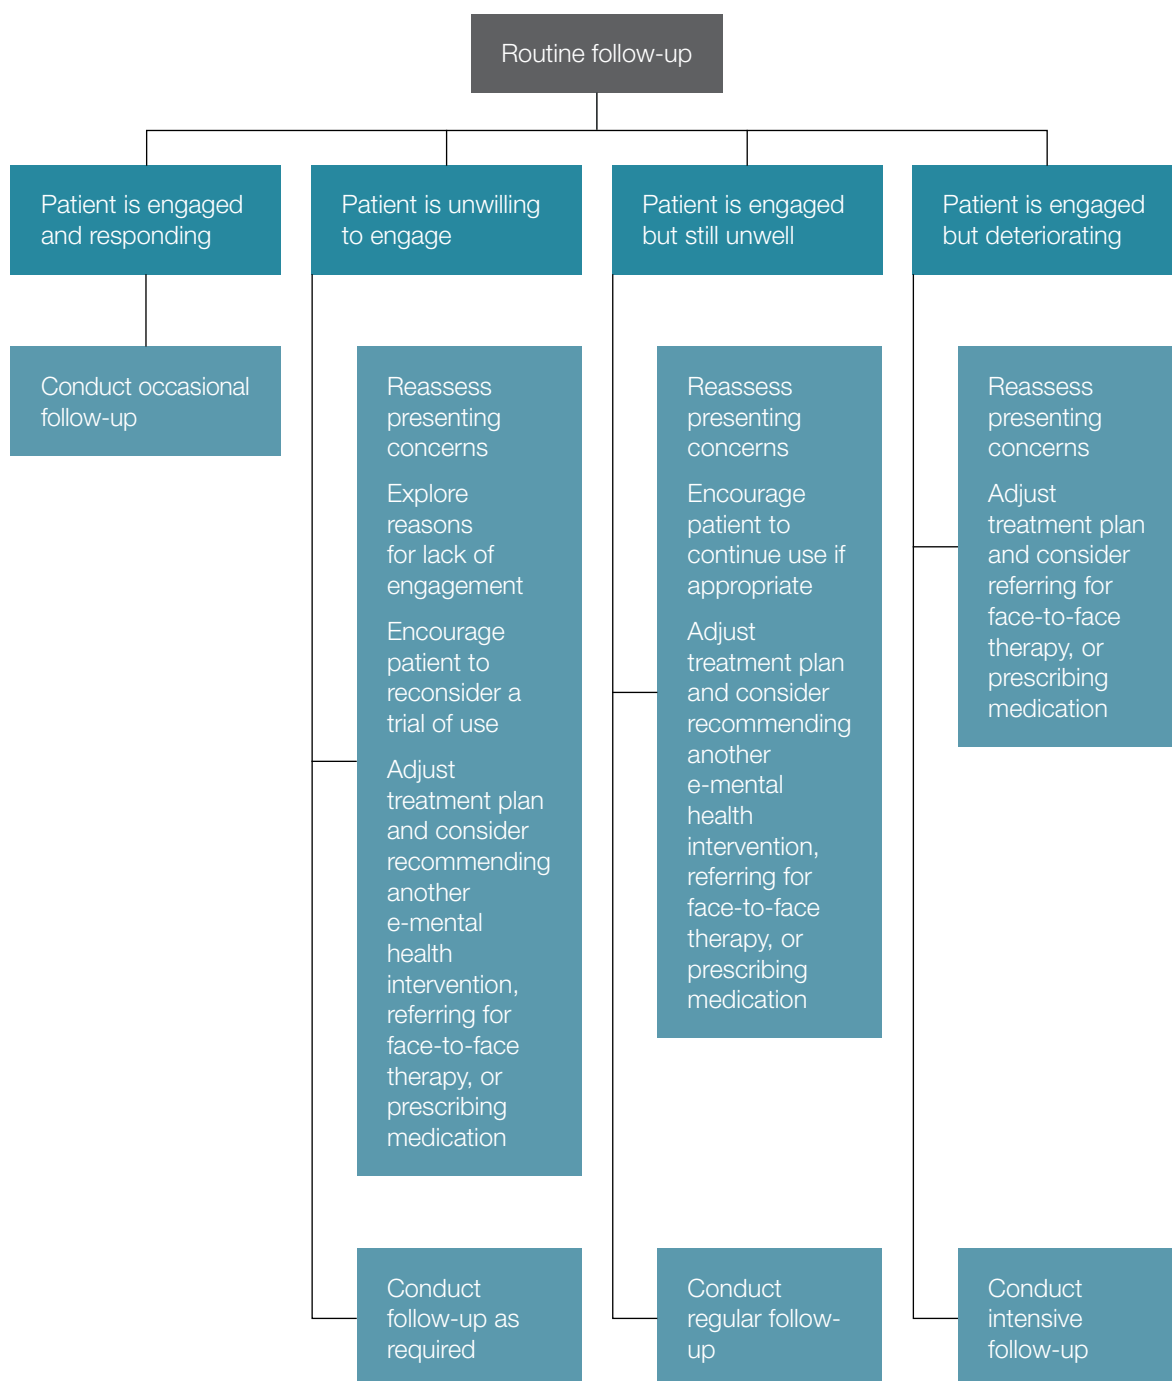 Routine follow-up
Patient is engaged
and responding
Patient is unwilling
to engage
Patient is engaged
but still unwell
Patient is engaged
but deteriorating
Conduct occasional
follow-up
Reassess
presenting
concerns
Explore
reasons
for lack of
engagement
Encourage
patient to
reconsider a
trial of use
Adjust
treatment plan
and consider
recommending
another
e-mental
health
intervention,
referring for
face-to-face
therapy, or
prescribing
medication
Reassess
presenting
concerns
Encourage
patient to
continue use if
appropriate
Adjust
treatment plan
and consider
recommending
another
e-mental
health
intervention,
referring for
face-to-face
therapy, or
prescribing
medication
Reassess
presenting
concerns
Adjust
treatment plan
and consider
referring for
face-to-face
therapy, or
prescribing
medication
Conduct
follow-up as
required
Conduct
regular follow-
up
Conduct
intensive
follow-up